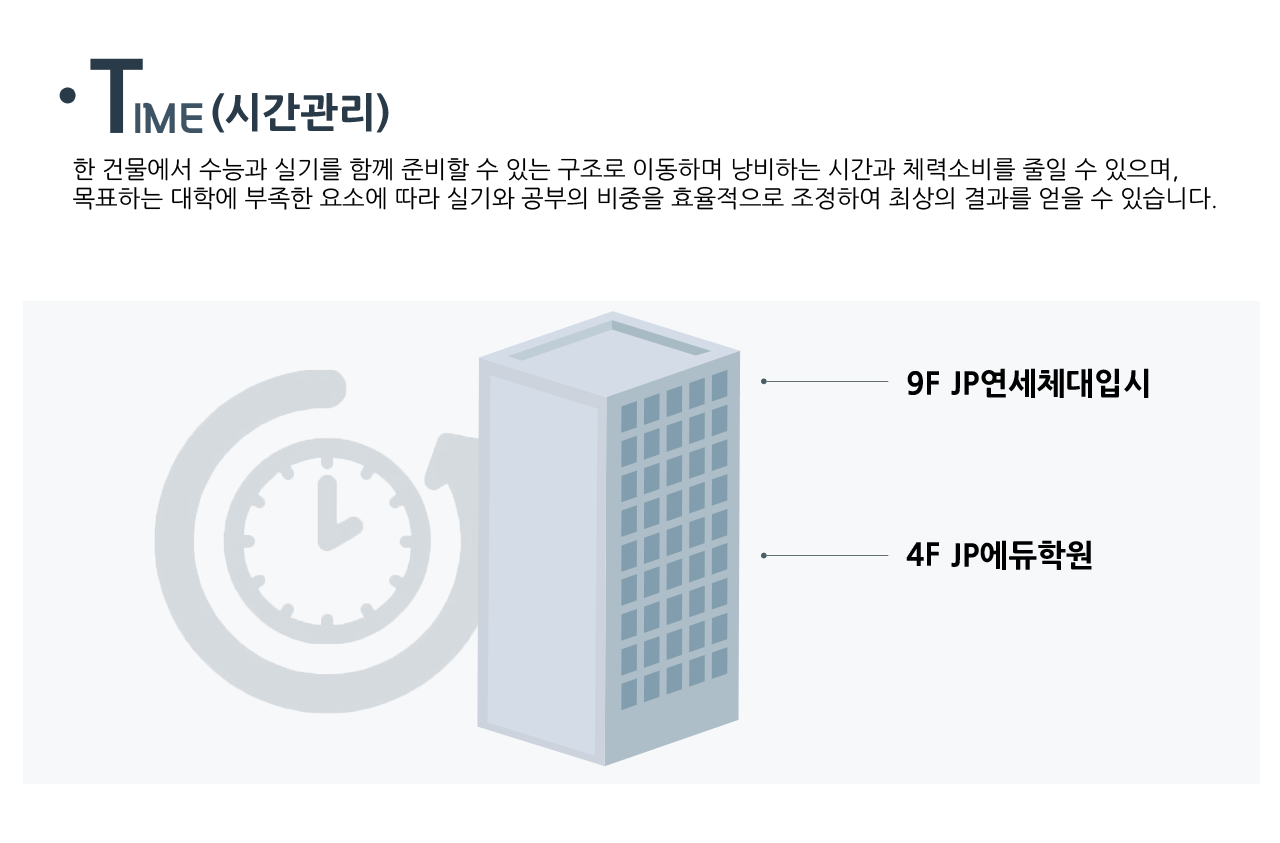 • TIME (시간관리)
한 건물에서 수능과 실기를 함께 준비할 수 있는 구조로 이동하며 낭비하는 시간과 체력소비를 줄일 수 있으며,
목표하는 대학에 부족한 요소에 따라 실기와 공부의 비중을 효율적으로 조정하여 최상의 결과를 얻을 수 있습니다.
9F JP연세체대입시
4F JP에듀학원